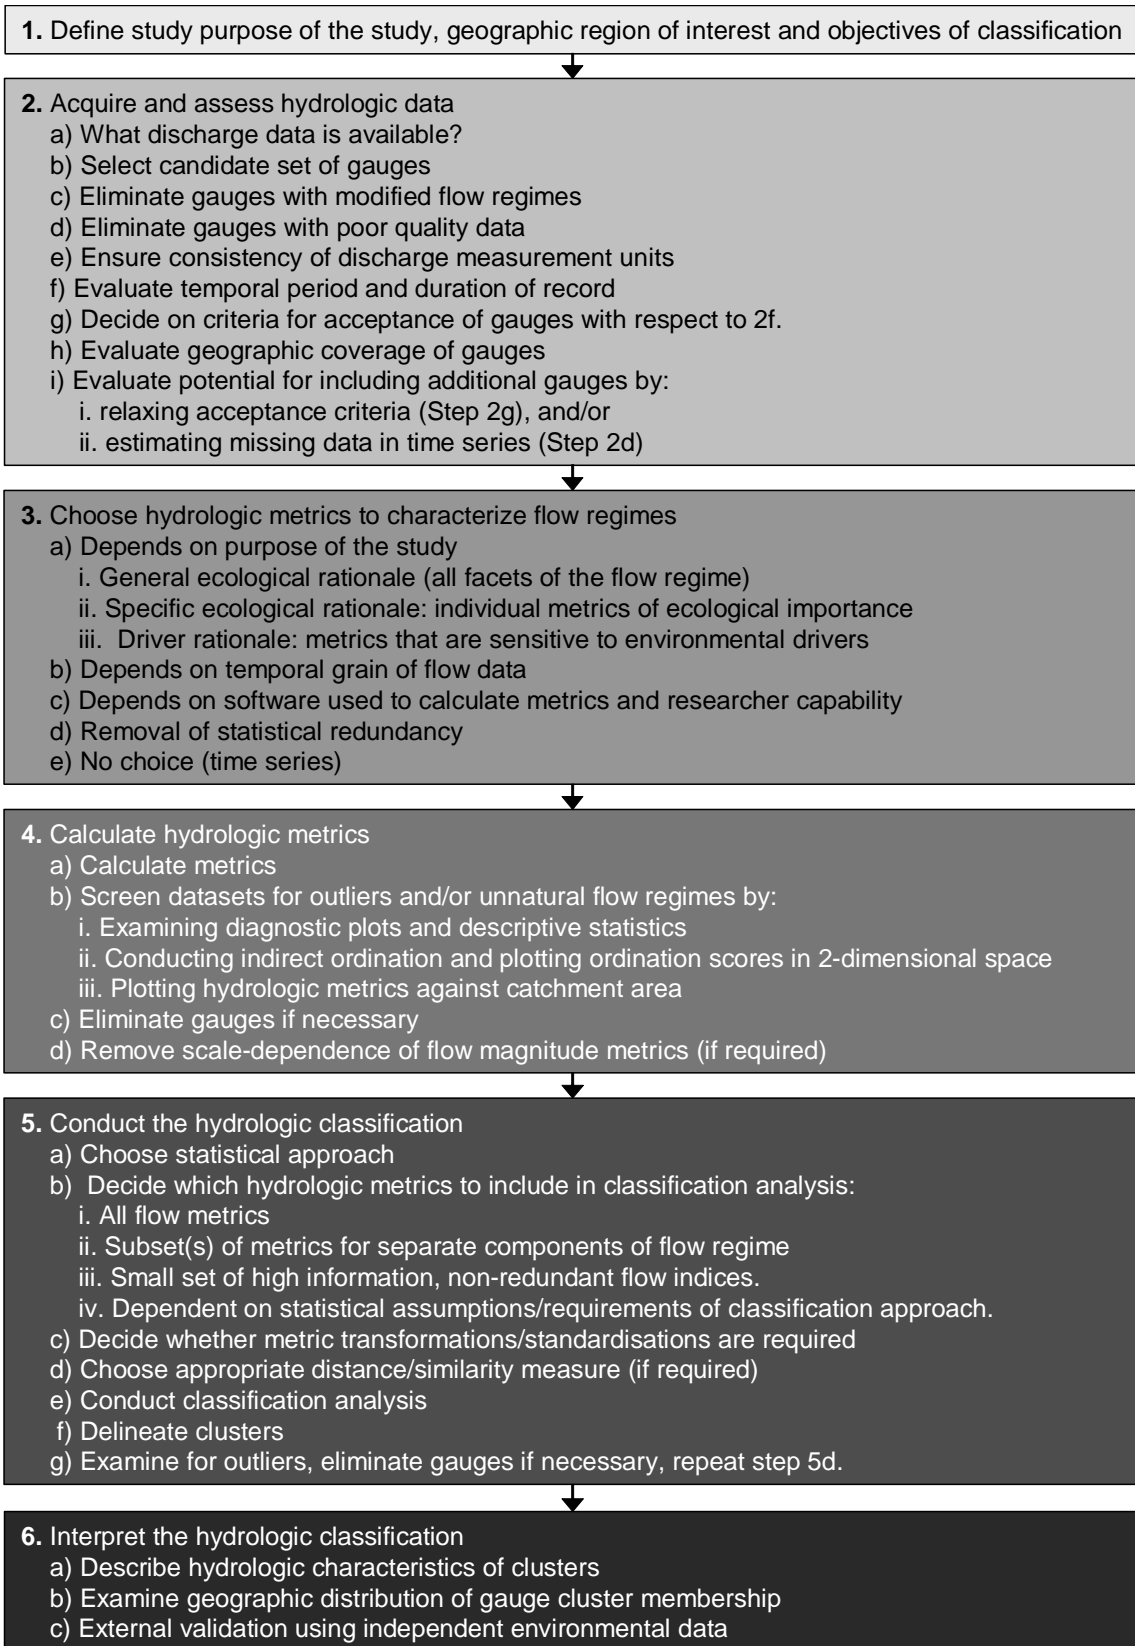 1. Define study purpose of the study, geographic region of interest and objectives of classification
2. Acquire and assess hydrologic data
a) What discharge data is available?
b) Select candidate set of gauges
c) Eliminate gauges with modified flow regimes
d) Eliminate gauges with poor quality data
e) Ensure consistency of discharge measurement units
f) Evaluate temporal period and duration of record
g) Decide on criteria for acceptance of gauges with respect to 2f.
h) Evaluate geographic coverage of gauges
i) Evaluate potential for including additional gauges by:
i. relaxing acceptance criteria (Step 2g), and/or
ii. estimating missing data in time series (Step 2d)
3. Choose hydrologic metrics to characterize flow regimes
a) Depends on purpose of the study
i. General ecological rationale (all facets of the flow regime)
ii. Specific ecological rationale: individual metrics of ecological importance
iii. Driver rationale: metrics that are sensitive to environmental drivers
b) Depends on temporal grain of flow data
c) Depends on software used to calculate metrics and researcher capability
d) Removal of statistical redundancy
e) No choice (time series)
4. Calculate hydrologic metrics
a) Calculate metrics
b) Screen datasets for outliers and/or unnatural flow regimes by:
i. Examining diagnostic plots and descriptive statistics
ii. Conducting indirect ordination and plotting ordination scores in 2-dimensional space
iii. Plotting hydrologic metrics against catchment area
c) Eliminate gauges if necessary
d) Remove scale-dependence of flow magnitude metrics (if required)
5. Conduct the hydrologic classification
a) Choose statistical approach
b) Decide which hydrologic metrics to include in classification analysis:
i. All flow metrics
ii. Subset(s) of metrics for separate components of flow regime
iii. Small set of high information, non-redundant flow indices.
iv. Dependent on statistical assumptions/requirements of classification approach.
c) Decide whether metric transformations/standardisations are required
d) Choose appropriate distance/similarity measure (if required)
e) Conduct classification analysis
f) Delineate clusters
g) Examine for outliers, eliminate gauges if necessary, repeat step 5d.
6. Interpret the hydrologic classification
a) Describe hydrologic characteristics of clusters
b) Examine geographic distribution of gauge cluster membership
c) External validation using independent environmental data